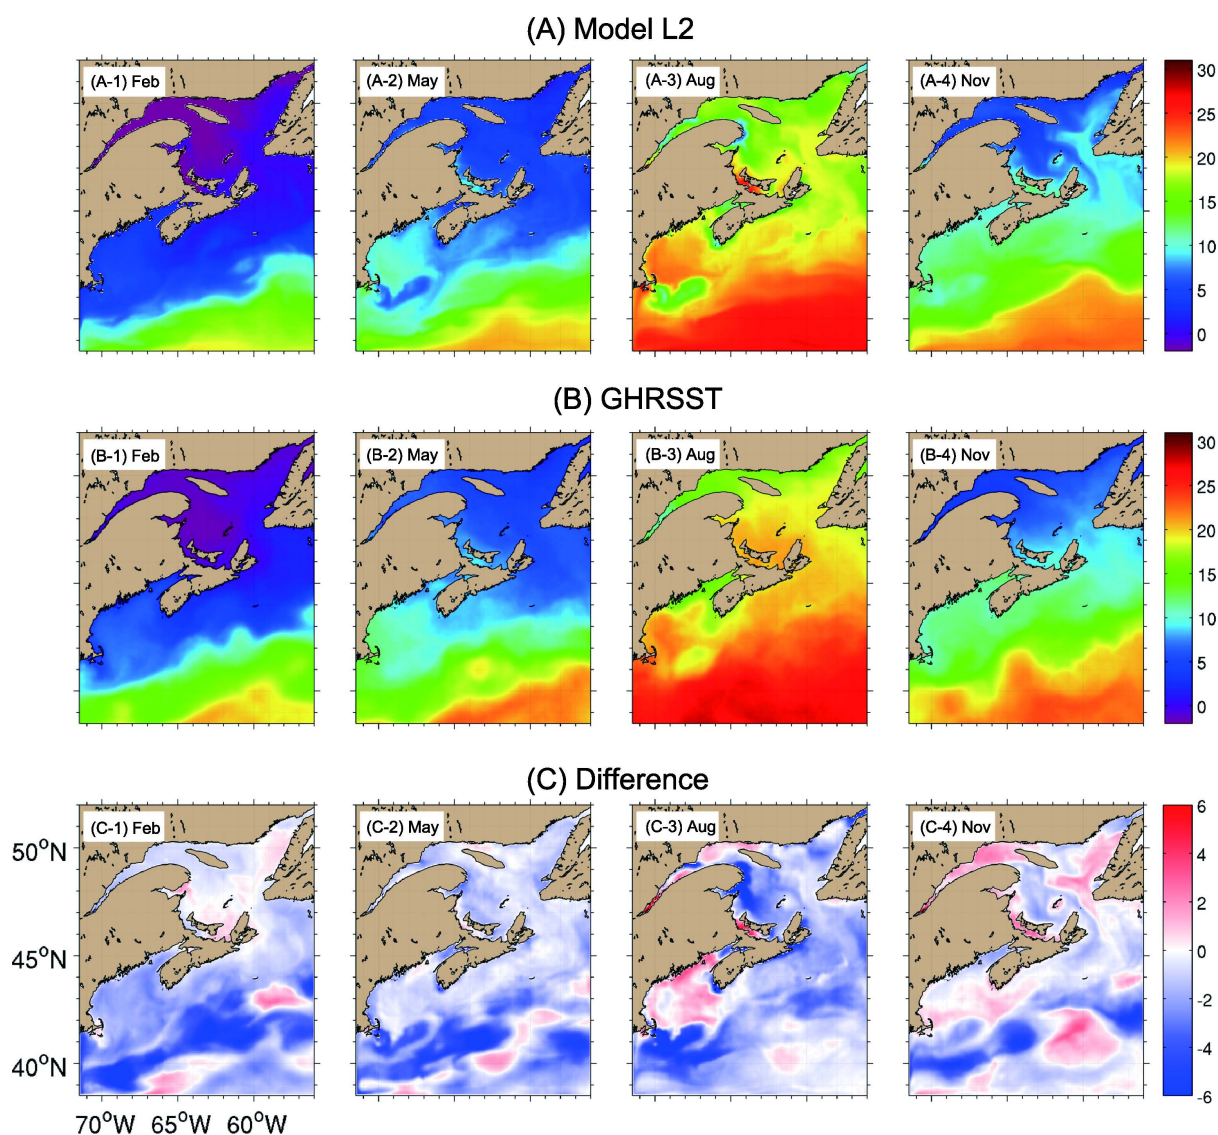 (A) Model L2
(A-1) Feb
(A-2) May
(A-3) Aug
(A-4) Nov
30
25
20
15
10
5
0
(B) GHRSST
(B-1) Feb
(B-2) May
(B-3) Aug
(B-4) Nov
30
25
20
15
10
5
0
(C) Difference
(C-1) Feb
(C-2) May
(C-3) Aug
(C-4) Nov
50°N
45°N
40°N
70°W 65°W 60°W
6
4
2
0
-2
-4
-6